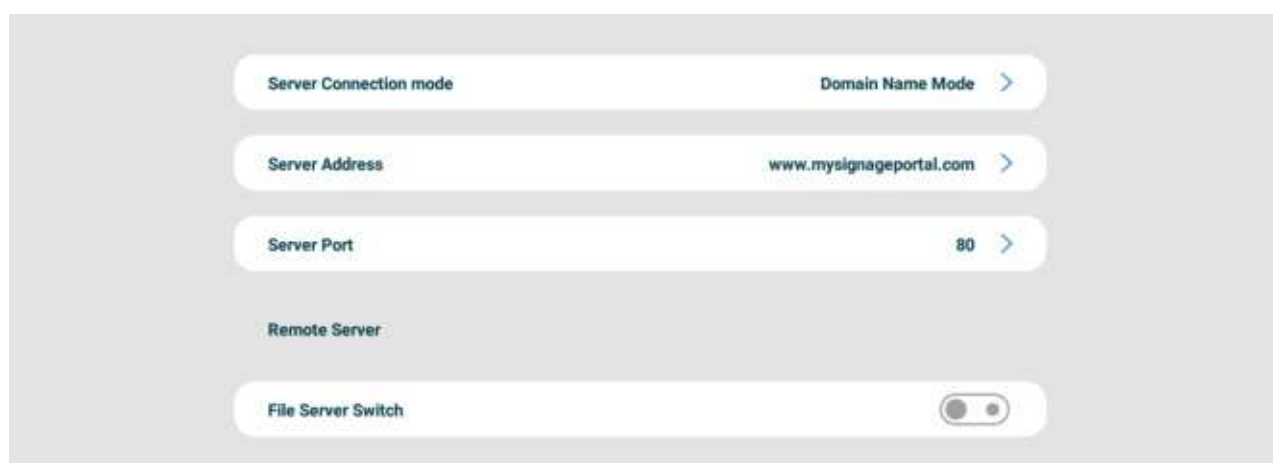 Server Connection mode Domain Name Mode
Server Address www.mysignageportal.com
Server Port 80
Remote Server
File Server Switch